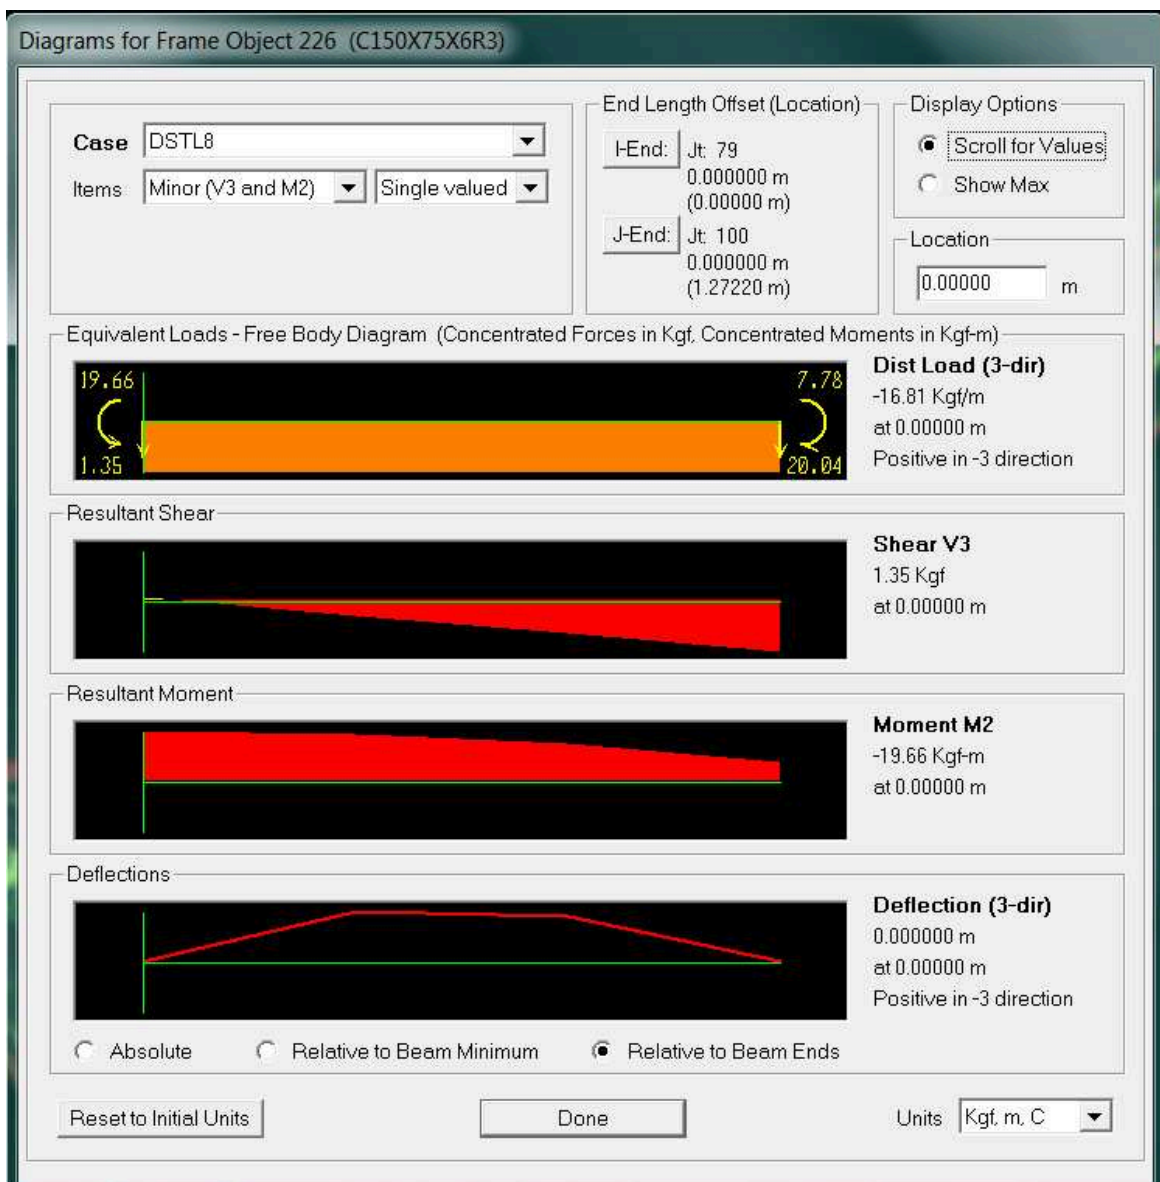 Diagrams for Frame Object 226 (C150X75X6R3)
Case DSTL8
Items Minor (V3 and M2) Single valued
End Length Offset (Location)
I-End: Jt: 79
0.000000 m
(0.00000 m)
J-End: Jt: 100
0.000000 m
(1.27220 m)
Display Options
Scroll for Values
Show Max
Location
0.00000 m
Equivalent Loads - Free Body Diagram (Concentrated Forces in Kgf, Concentrated Moments in Kgf-m)
19.66 7.78
1.35 20.04
Dist Load (3-dir)
-16.81 Kgf/m
at 0.00000 m
Positive in -3 direction
Resultant Shear
Shear V3
1.35 Kgf
at 0.00000 m
Resultant Moment
Moment M2
-19.66 Kgf-m
at 0.00000 m
Deflections
Deflection (3-dir)
0.000000 m
at 0.00000 m
Positive in -3 direction
Absolute Relative to Beam Minimum Relative to Beam Ends
Reset to Initial Units Done Units Kgf, m, C